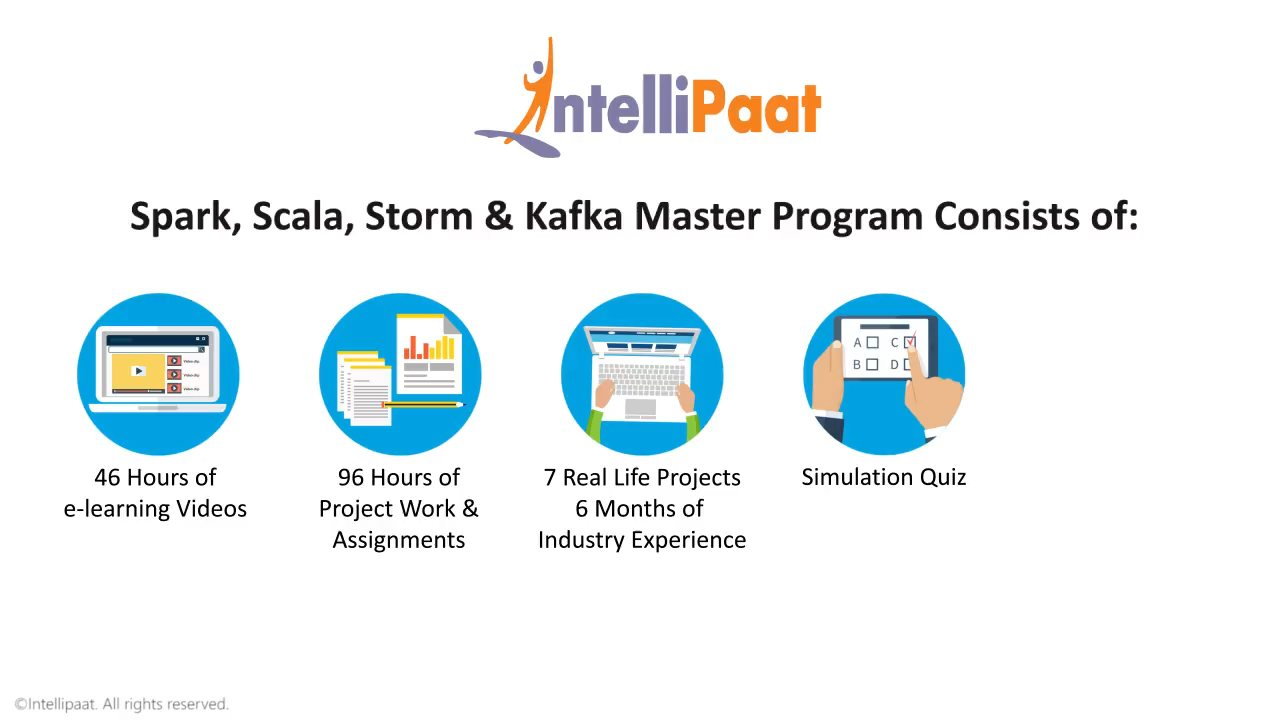 IntelliPaat
Spark, Scala, Storm & Kafka Master Program Consists of:
46 Hours of
e-learning Videos
96 Hours of
Project Work &
Assignments
7 Real Life Projects
6 Months of
Industry Experience
A
C
B
D
Simulation Quiz
©Intellipaat. All rights reserved.